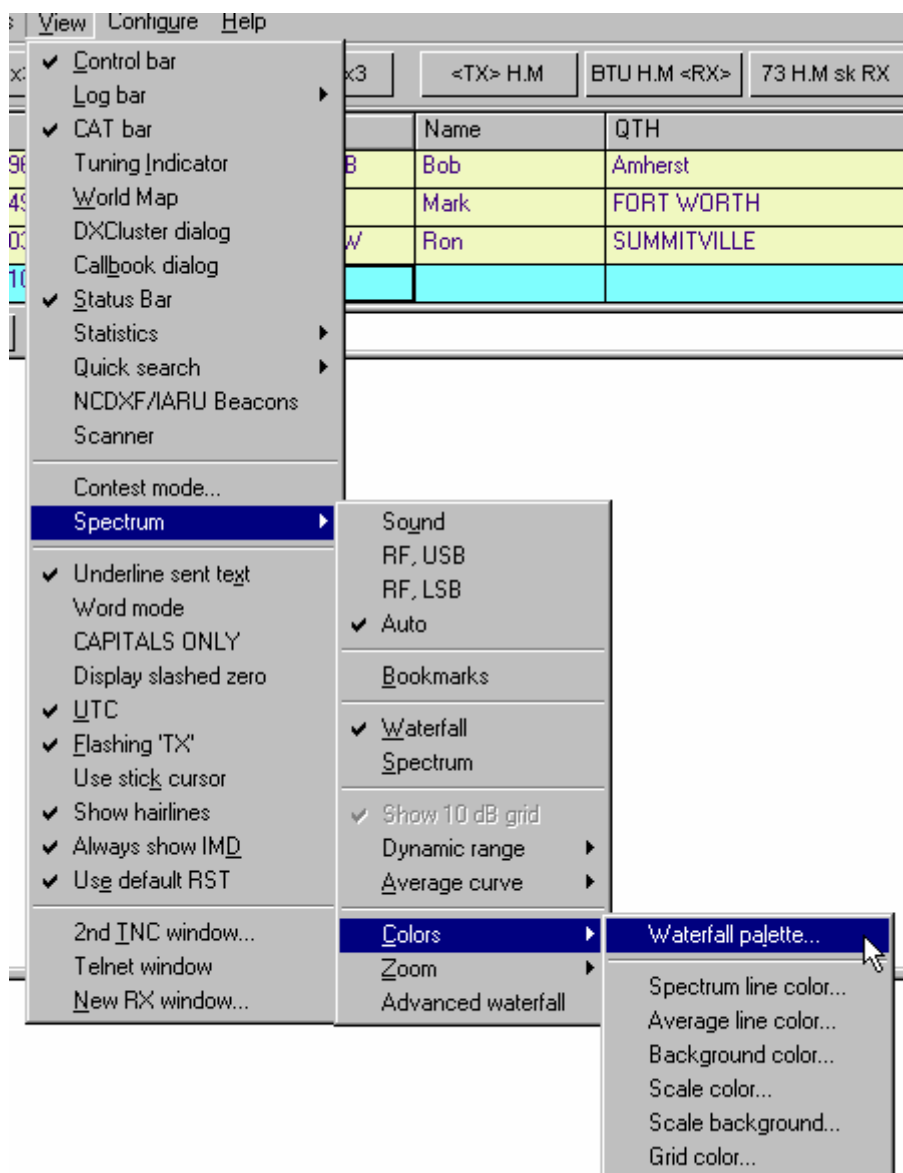 View Configure Help
x3 <TX> H.M BTU H.M <RX> 73 H.M sk RX
Name QTH
96 B Bob Amherst
49 Mark FORT WORTH
03 W Ron SUMMITVILLE
10
Control bar
Log bar
CAT bar
Tuning Indicator
World Map
DXCluster dialog
Callbook dialog
Status Bar
Statistics
Quick search
NCDXF/IARU Beacons
Scanner
Contest mode...
Spectrum
Underline sent text
Word mode
CAPITALS ONLY
Display slashed zero
UTC
Flashing 'TX'
Use stick cursor
Show hairlines
Always show IMD
Use default RST
2nd TNC window...
Telnet window
New RX window...
Sound
RF, USB
RF, LSB
Auto
Bookmarks
Waterfall
Spectrum
Show 10 dB grid
Dynamic range
Average curve
Colors
Zoom
Advanced waterfall
Waterfall palette...
Spectrum line color...
Average line color...
Background color...
Scale color...
Scale background...
Grid color...